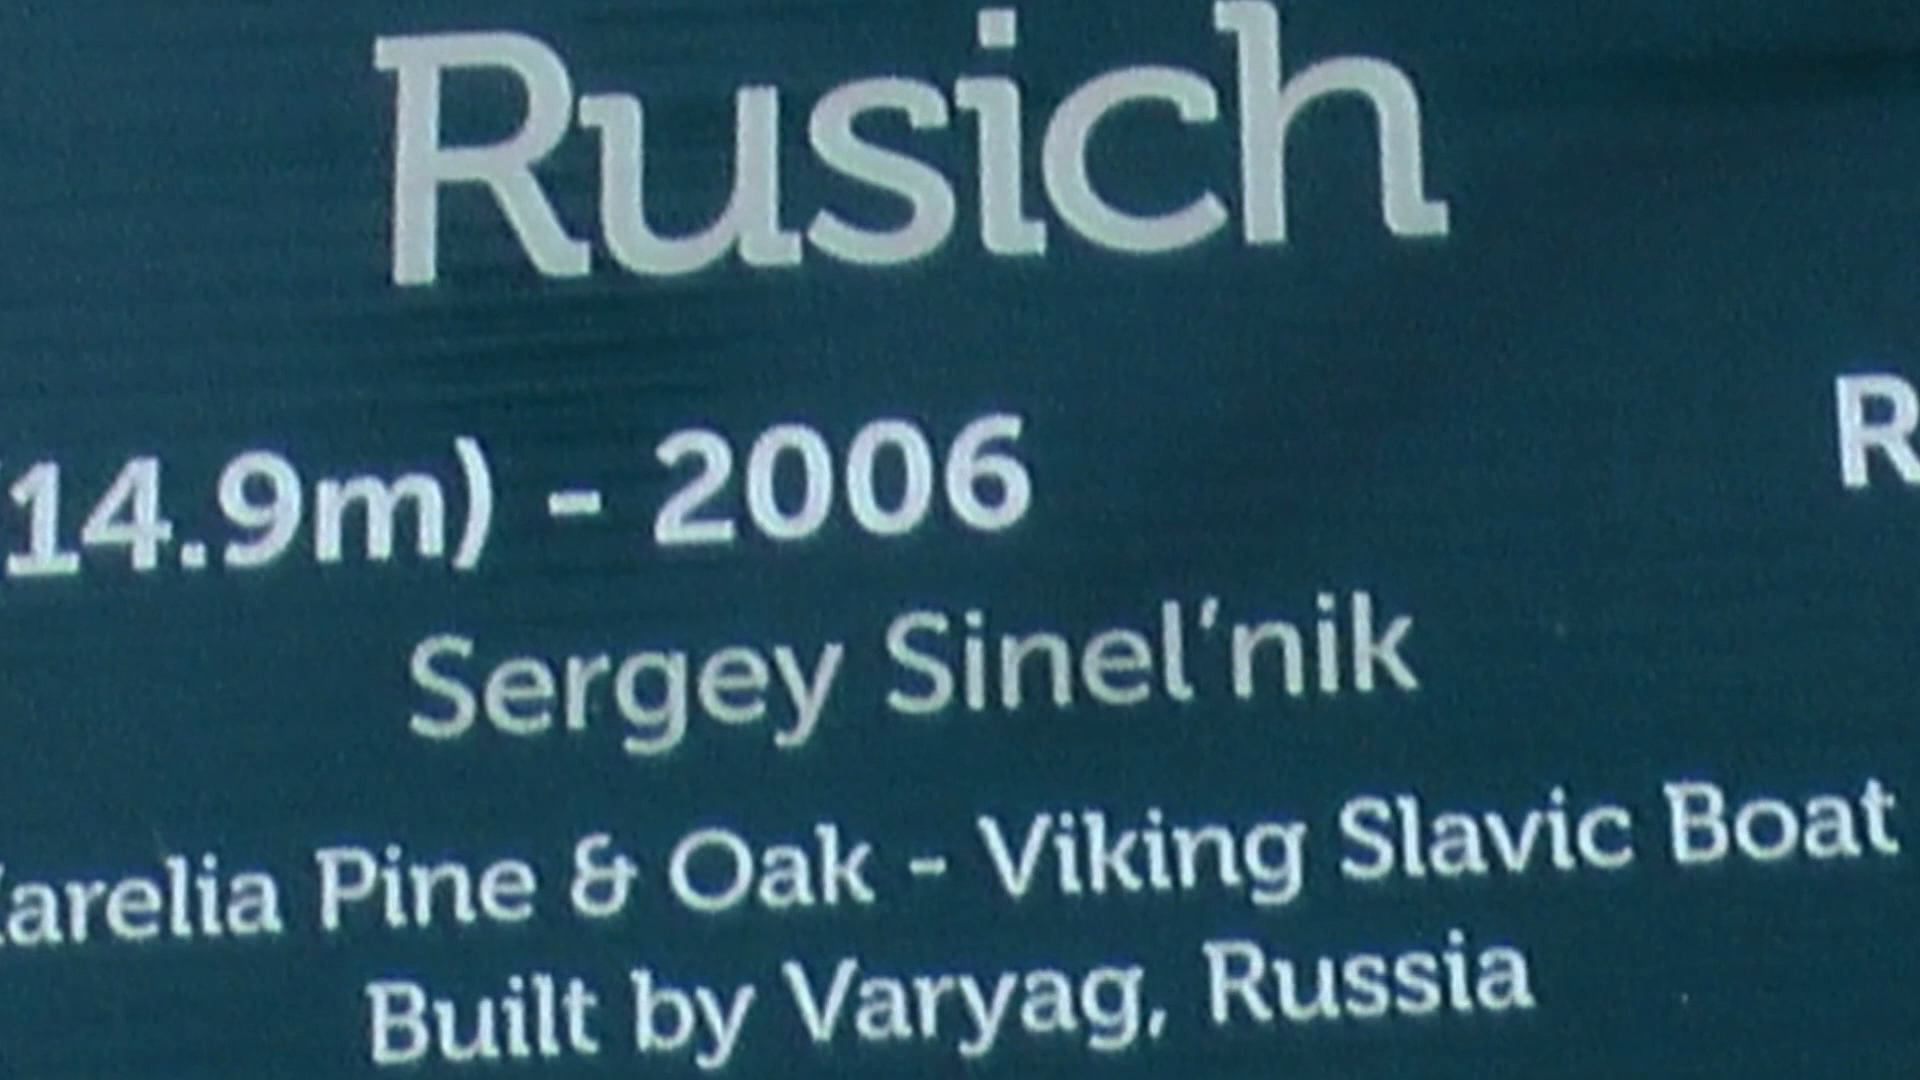 Rusich
14.9m) - 2006
R
Sergey Sinel'nik
arelia Pine & Oak - Viking Slavic Boat
Built by Varyag, Russia